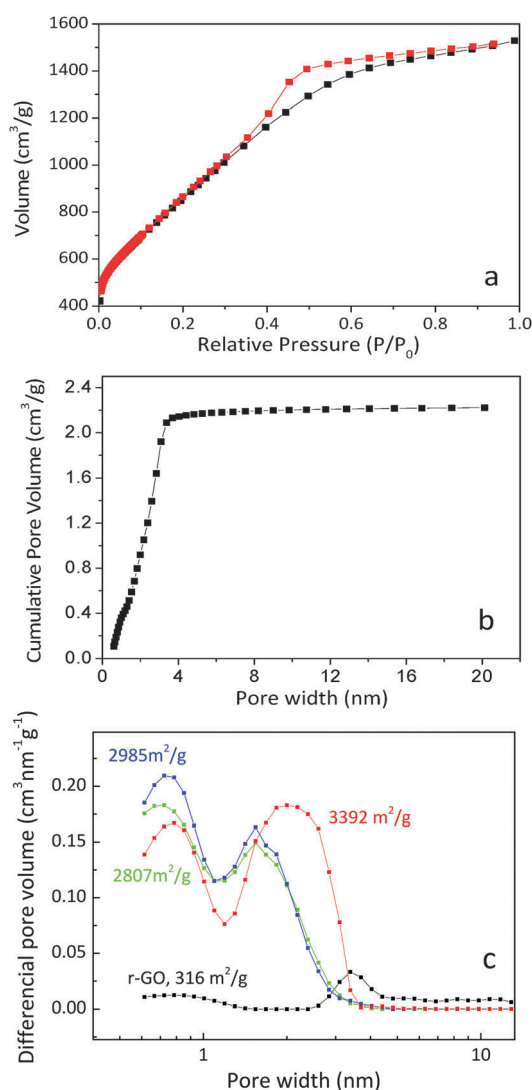 1600
1400
1200
1000
800
600
400
Volume (cm³/g)
a
0.0 0.2 0.4 0.6 0.8 1.0
Relative Pressure (P/P₀)
2.4
2.0
1.6
1.2
0.8
0.4
0.0
Cumulative Pore Volume (cm³/g)
b
0 4 8 12 16 20
Pore width (nm)
0.20
0.15
0.10
0.05
0.00
Differencial pore volume (cm³nm⁻¹g⁻¹)
2985m²/g
3392 m²/g
2807m²/g
r-GO, 316 m²/g
c
1 10
Pore width (nm)